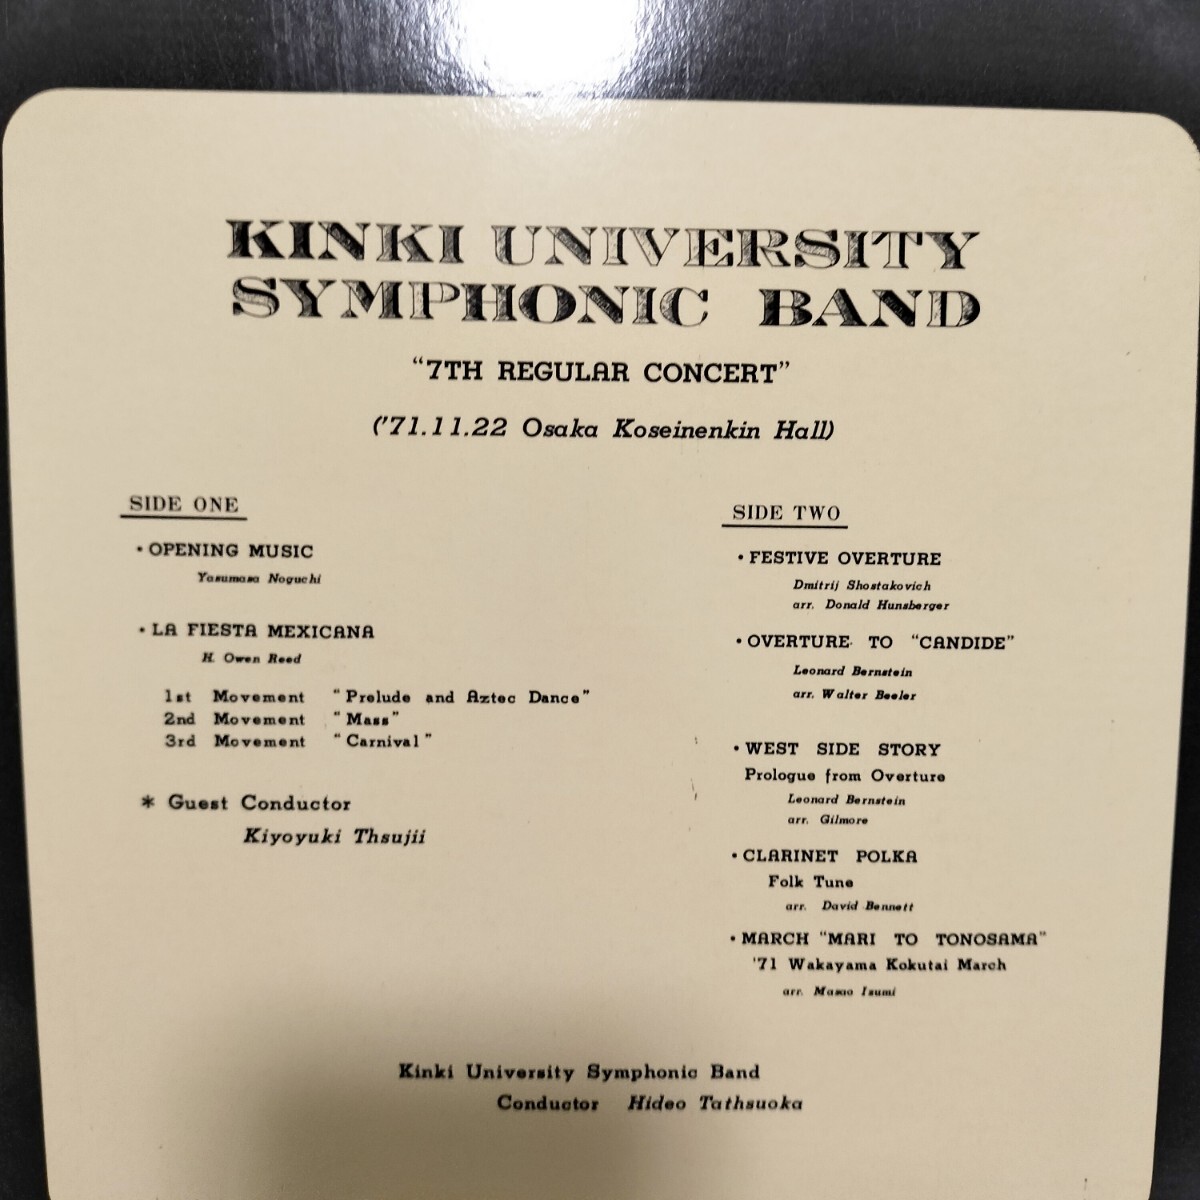 KINKI UNIVERSITY
SYMPHONIC BAND
“7TH REGULAR CONCERT”
('71.11.22 Osaka Koseinenkin Hall)
SIDE ONE
• OPENING MUSIC
Yasumasa Noguchi
• LA FIESTA MEXICANA
H. Owen Reed
1st Movement “Prelude and Aztec Dance”
2nd Movement “Mass”
3rd Movement “Carnival”
* Guest Conductor
Kiyoyuki Thsujii
SIDE TWO
• FESTIVE OVERTURE
Dmitrij Shostakovich
arr. Donald Hunsberger
• OVERTURE TO “CANDIDE”
Leonard Bernstein
arr. Walter Beeler
• WEST SIDE STORY
Prologue from Overture
Leonard Bernstein
arr. Gilmore
• CLARINET POLKA
Folk Tune
arr. David Bennett
• MARCH “MARI TO TONOSAMA”
'71 Wakayama Kokutai March
arr. Masao Isumi
Kinki University Symphonic Band
Conductor Hideo Tathsuoka